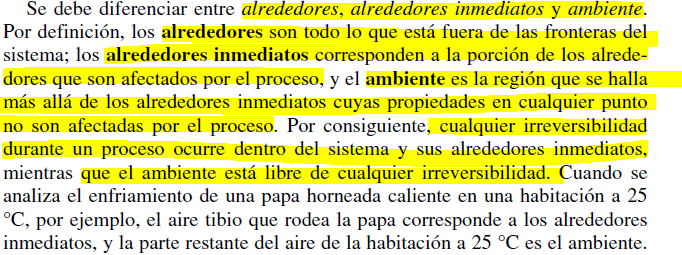 Se debe diferenciar entre alrededores, alrededores inmediatos y ambiente.
Por definición, los alrededores son todo lo que está fuera de las fronteras del
sistema; los alrededores inmediatos corresponden a la porción de los alrede-
dores que son afectados por el proceso, y el ambiente es la región que se halla
más allá de los alrededores inmediatos cuyas propiedades en cualquier punto
no son afectadas por el proceso. Por consiguiente, cualquier irreversibilidad
durante un proceso ocurre dentro del sistema y sus alrededores inmediatos,
mientras que el ambiente está libre de cualquier irreversibilidad. Cuando se
analiza el enfriamiento de una papa horneada caliente en una habitación a 25
°C, por ejemplo, el aire tibio que rodea la papa corresponde a los alrededores
inmediatos, y la parte restante del aire de la habitación a 25 °C es el ambiente.